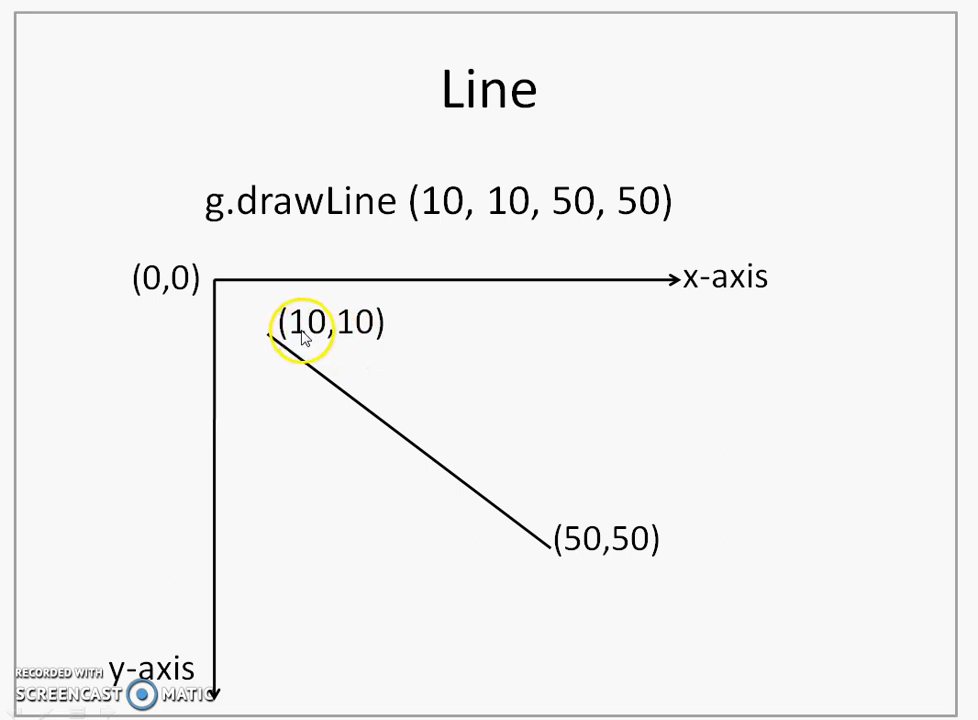 Line
g.drawLine (10, 10, 50, 50)
(0,0)
x-axis
(10,10)
(50,50)
y-axis
RECORDED WITH
SCREENCAST MATIC